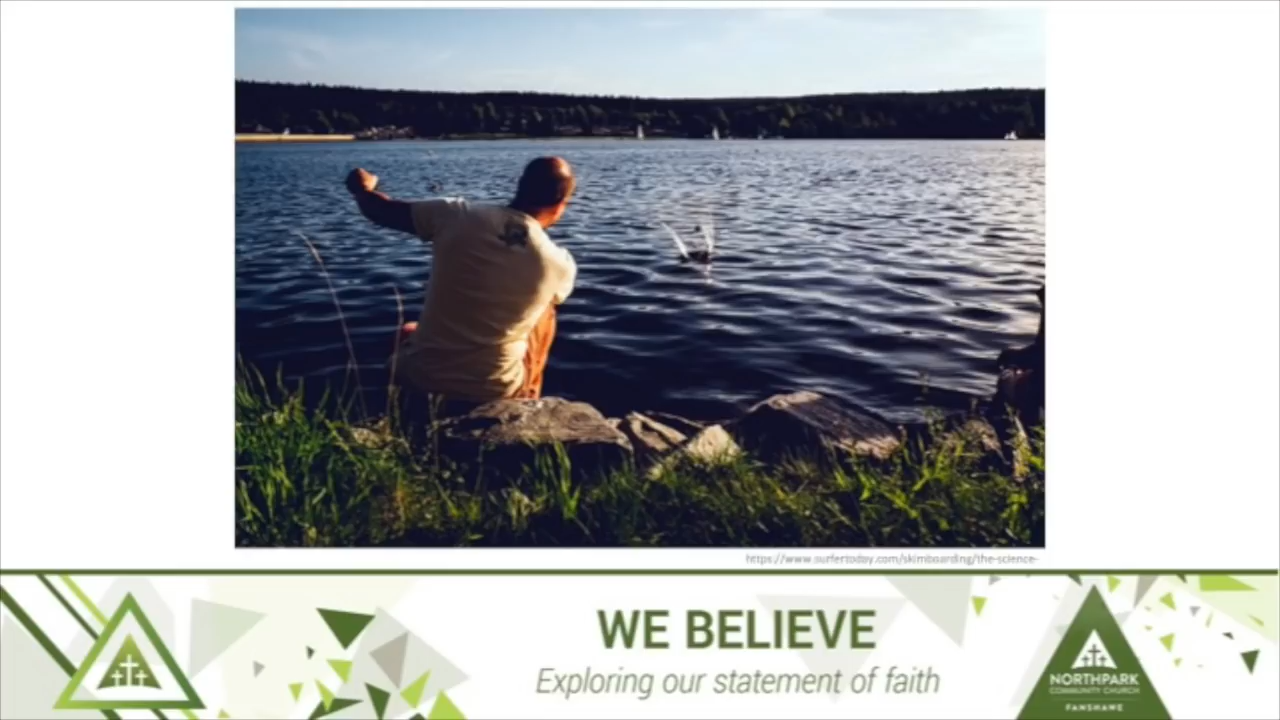 https://www.surfertoday.com/skimboarding/the-science-
WE BELIEVE
Exploring our statement of faith
NORTHPARK
COMMUNITY CHURCH
FANSHAWE